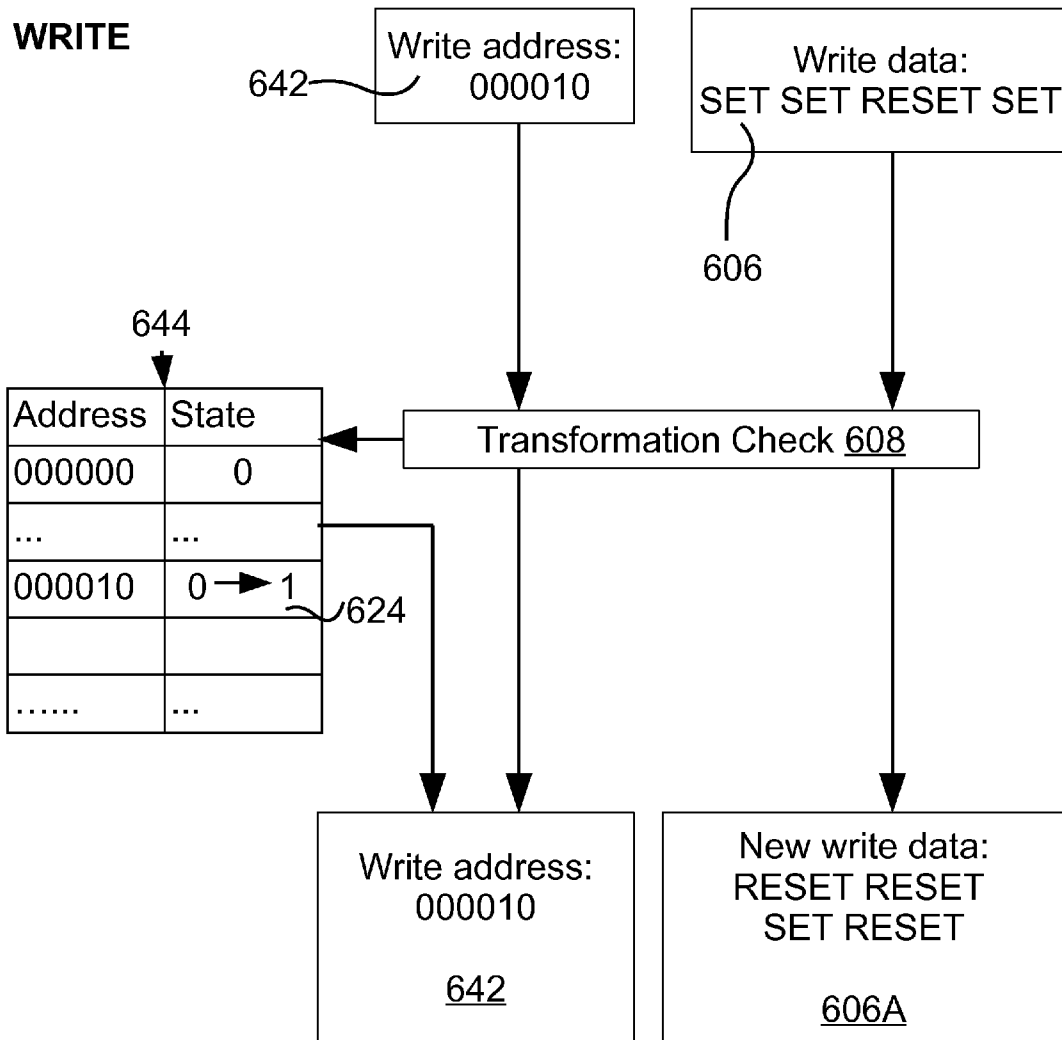 WRITE
Write address:
000010
642
Write data:
SET SET RESET SET
606
644
Address State
000000 0
... ...
000010 0 1
624
...... ...
Transformation Check 608
Write address:
000010
642
New write data:
RESET RESET
SET RESET
606A